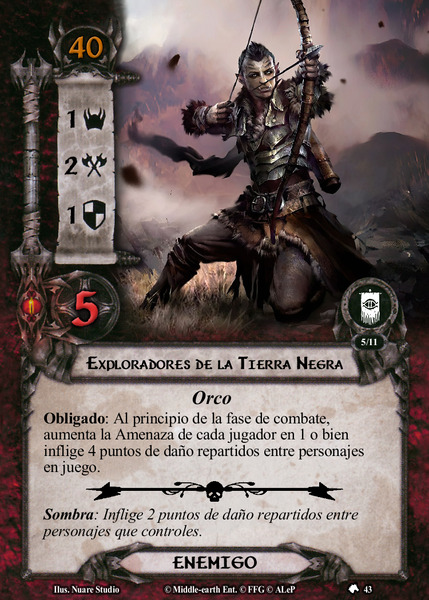 40
1
2
1
5
5/11
Exploradores de la Tierra Negra
Orco
Obligado: Al principio de la fase de combate,
aumenta la Amenaza de cada jugador en 1 o bien
inflige 4 puntos de daño repartidos entre personajes
en juego.
Sombra: Inflige 2 puntos de daño repartidos entre
personajes que controles.
ENEMIGO
Ilus. Nuare Studio © Middle-earth Ent. © FFG © ALeP 43